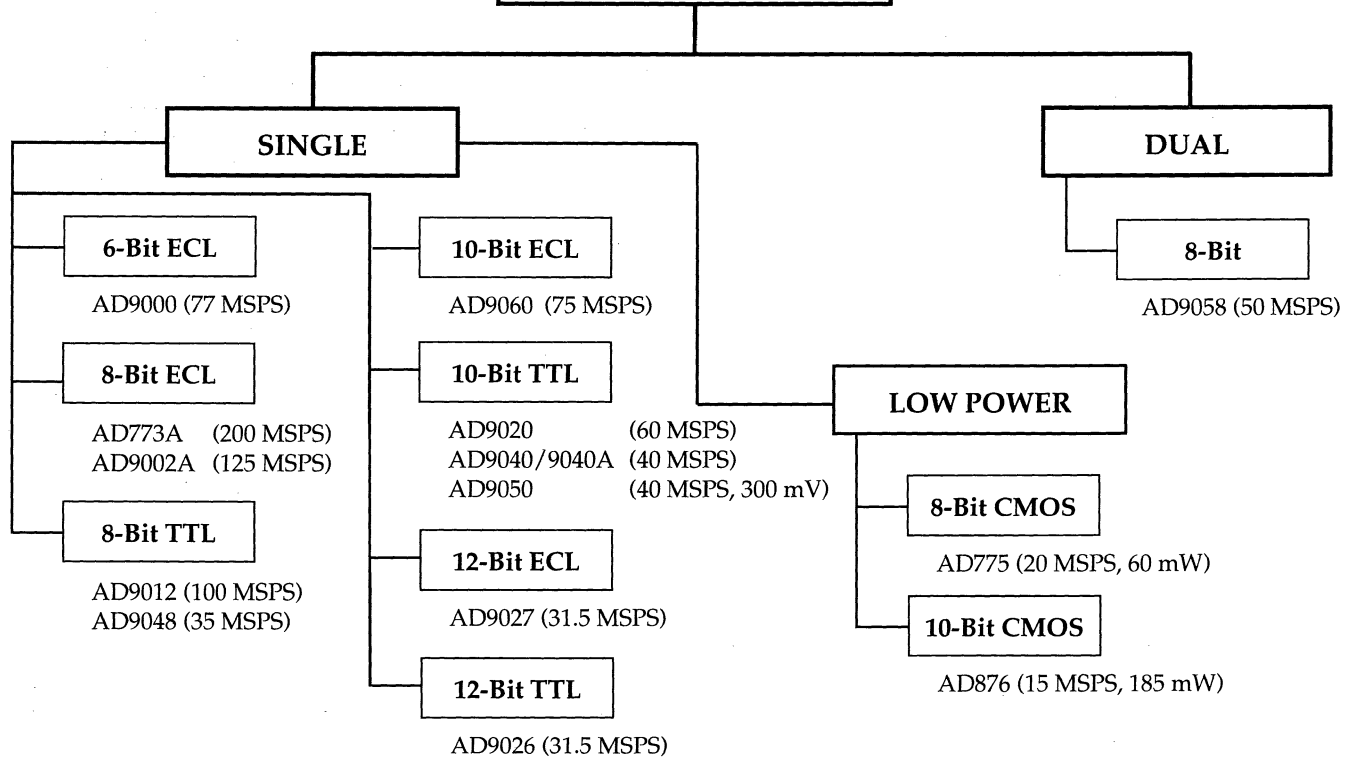 SINGLE
DUAL
6-Bit ECL
AD9000 (77 MSPS)
8-Bit ECL
AD773A (200 MSPS)
AD9002A (125 MSPS)
8-Bit TTL
AD9012 (100 MSPS)
AD9048 (35 MSPS)
10-Bit ECL
AD9060 (75 MSPS)
10-Bit TTL
AD9020 (60 MSPS)
AD9040/9040A (40 MSPS)
AD9050 (40 MSPS, 300 mV)
12-Bit ECL
AD9027 (31.5 MSPS)
12-Bit TTL
AD9026 (31.5 MSPS)
LOW POWER
8-Bit CMOS
AD775 (20 MSPS, 60 mW)
10-Bit CMOS
AD876 (15 MSPS, 185 mW)
8-Bit
AD9058 (50 MSPS)